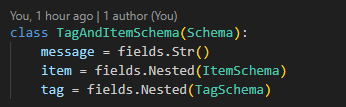 You, 1 hour ago | 1 author (You)
class TagAndItemSchema(Schema):
    message = fields.Str()
    item = fields.Nested(ItemSchema)
    tag = fields.Nested(TagSchema)